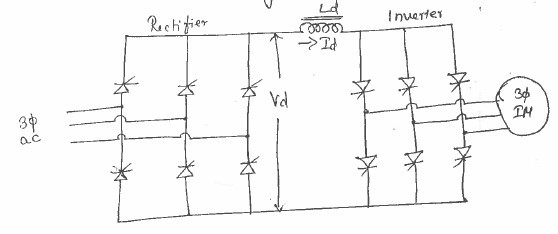 Rectifier
Ld
Inverter
Id
Vd
3ϕ
ac
3ϕ
IM